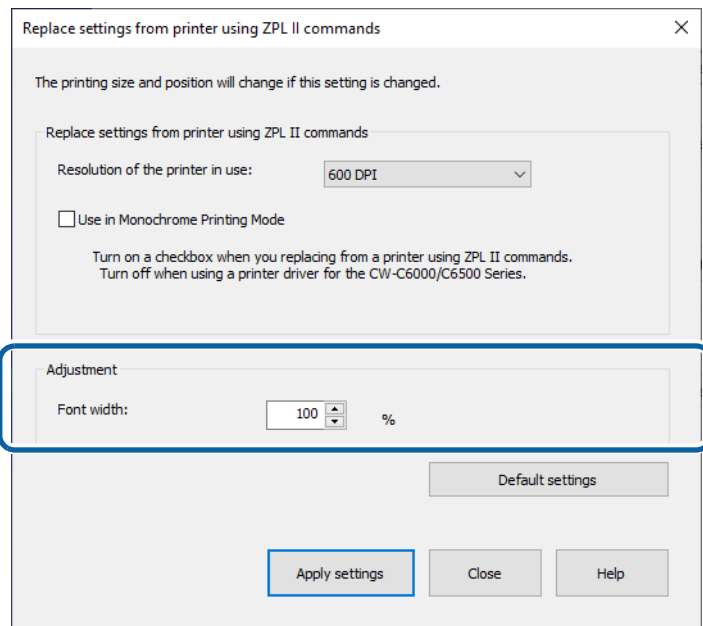 Replace settings from printer using ZPL II commands
The printing size and position will change if this setting is changed.
Replace settings from printer using ZPL II commands
Resolution of the printer in use:
600 DPI
Use in Monochrome Printing Mode
Turn on a checkbox when you replacing from a printer using ZPL II commands.
Turn off when using a printer driver for the CW-C6000/C6500 Series.
Adjustment
Font width:
100
%
Default settings
Apply settings
Close
Help